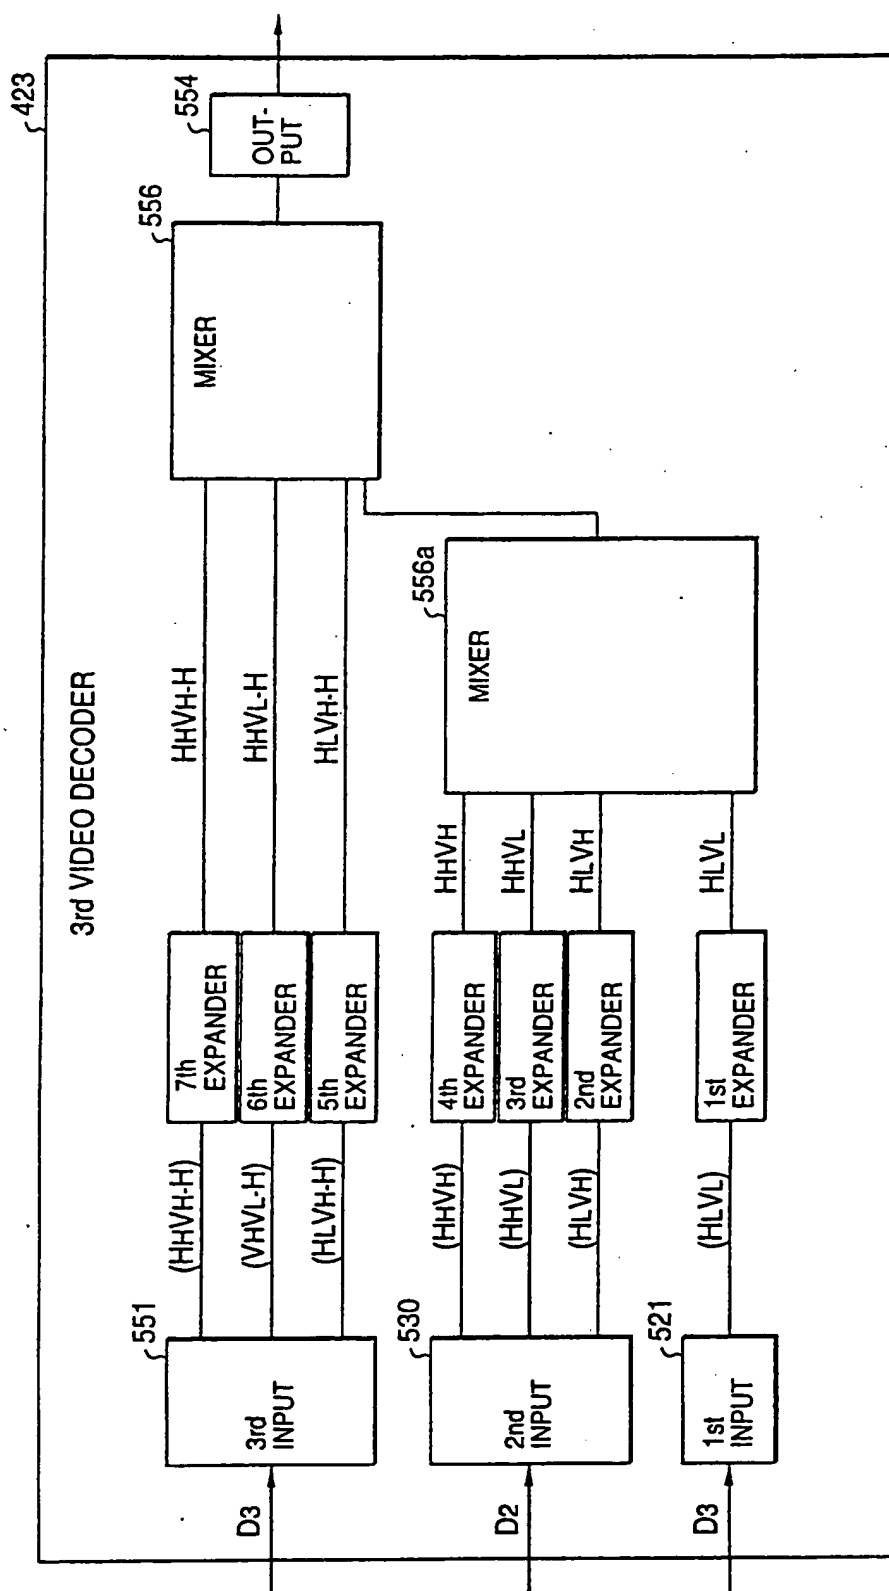 423
3rd VIDEO DECODER
D3
551
3rd
INPUT
(HHVH-H)
(VHVL-H)
(HLVH-H)
7th
EXPANDER
6th
EXPANDER
5th
EXPANDER
HHVH-H
HHVL-H
HLVH-H
556
MIXER
554
OUT-
PUT
D2
530
2nd
INPUT
(HHVH)
(HHVL)
(HLVH)
4th
EXPANDER
3rd
EXPANDER
2nd
EXPANDER
HHVH
HHVL
HLVH
556a
MIXER
D3
521
1st
INPUT
(HLVL)
1st
EXPANDER
HLVL